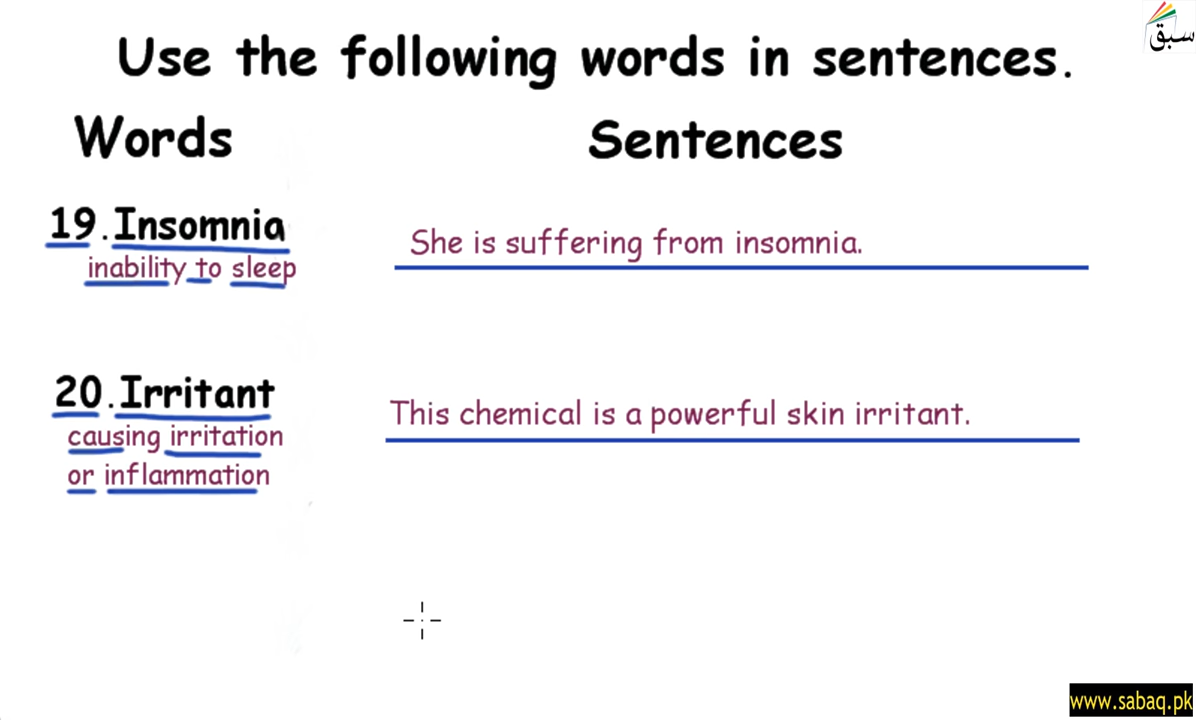 سبق
Use the following words in sentences.
Words
Sentences
19. Insomnia
inability to sleep
She is suffering from insomnia.
20. Irritant
causing irritation
or inflammation
This chemical is a powerful skin irritant.
www.sabaq.pk